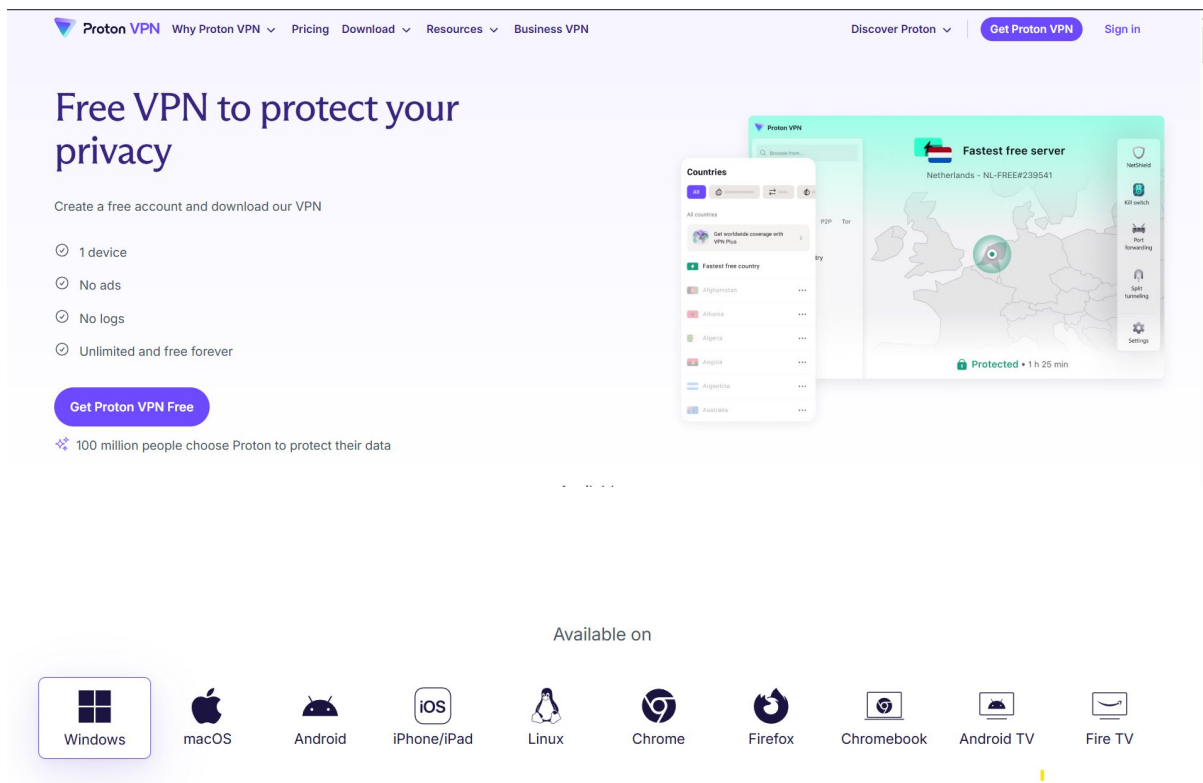 Proton VPN Why Proton VPN Pricing Download Resources Business VPN Discover Proton Get Proton VPN Sign in
Free VPN to protect your
privacy
Create a free account and download our VPN
1 device
No ads
No logs
Unlimited and free forever
Get Proton VPN Free
100 million people choose Proton to protect their data
Proton VPN
Browse from...
Countries
All
All countries
Get worldwide coverage with
VPN Plus
Fastest free country
Afghanistan
Albania
Algeria
Angola
Argentina
Australia
P2P Tor
try
Fastest free server
Netherlands - NL-FREE#239541
Protected • 1 h 25 min
NetShield
Kill switch
Port
forwarding
Split
tunneling
Settings
Available on
Windows macOS Android iPhone/iPad Linux Chrome Firefox Chromebook Android TV Fire TV
iOS